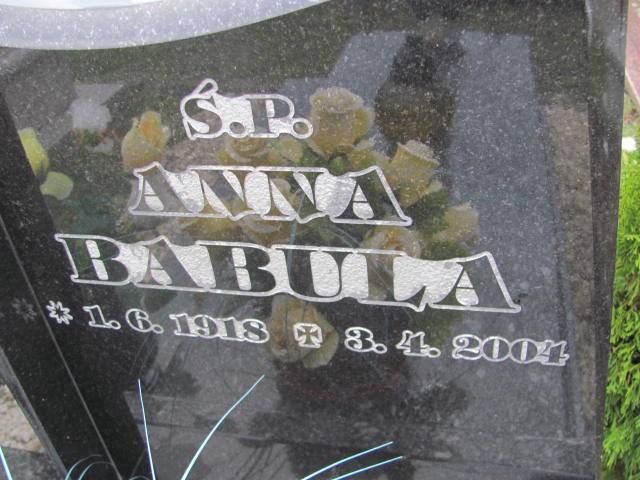 Ś.P.
ANNA
BABULA
* 1. 6. 1918 ✠ 3. 4. 2004